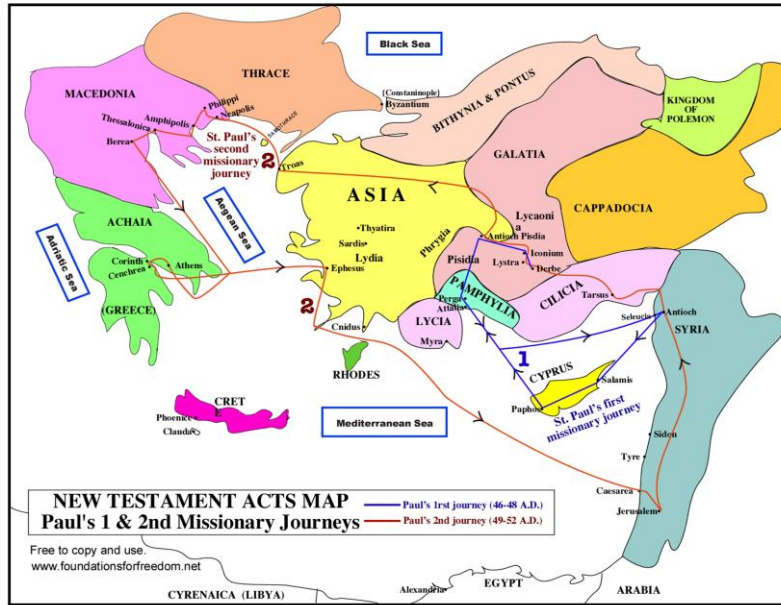 Black Sea
THRACE
MACEDONIA
{Constaninople}
Byzantium
BITHYNIA & PONTUS
KINGDOM
OF
POLEMON
Philippi
Neapolis
Amphipolis
Thessalonica
Berea
SAMOTHRACE
St. Paul's
second
missionary
journey
2
Troas
GALATIA
ASIA
CAPPADOCIA
ACHAIA
Aegean Sea
Adriatic Sea
Thyatira
Sardis
Lydia
Phrygia
Lycaoni
a
Antioch Pisidia
Pisidia
Iconium
Lystra
Derbe
Corinth
Cenchrea
Athens
Ephesus
(GREECE)
PAMPHYLIA
CILICIA
Tarsus
Perga
Attalia
Seleucia
Antioch
SYRIA
2
Cnidus
LYCIA
Myra
RHODES
1
CYPRUS
Salamis
Paphos
St. Paul's first
missionary journey
CRET
E
Phoenice
Clauda
Mediterranean Sea
Sidon
Tyre
Caesarea
Jerusalem
NEW TESTAMENT ACTS MAP
Paul's 1rst journey (46-48 A.D.)
Paul's 1 & 2nd Missionary Journeys
Paul's 2nd journey (49-52 A.D.)
Free to copy and use.
www.foundationsforfreedom.net
CYRENAICA (LIBYA)
Alexandria
EGYPT
ARABIA